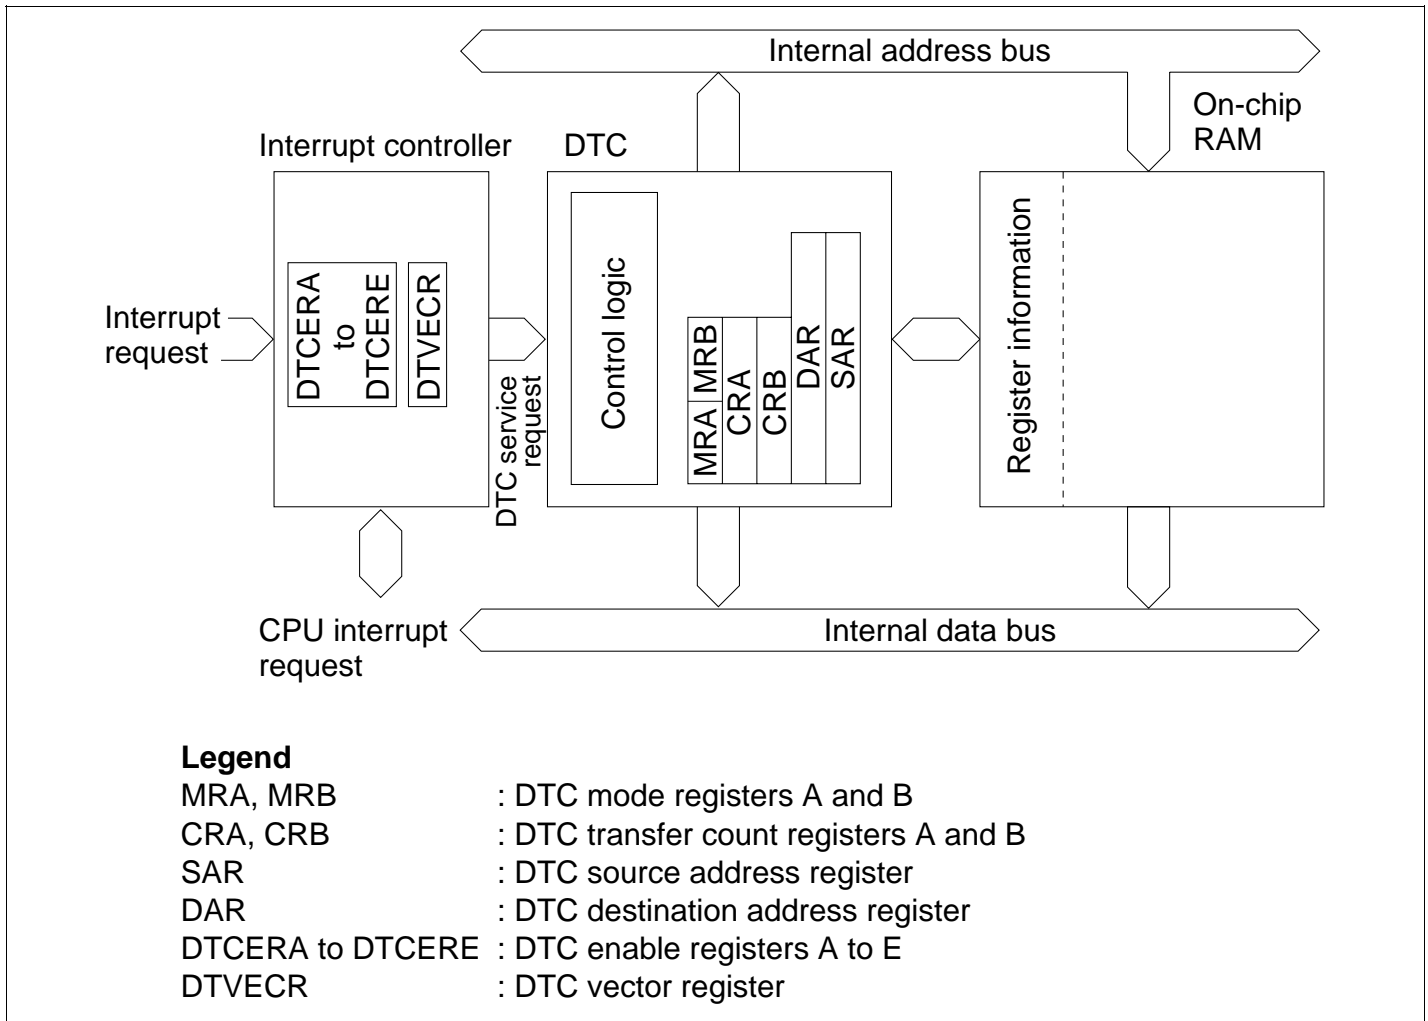 Internal address bus
On-chip
RAM
Interrupt controller
DTC
Interrupt
request
DTCERA
to
DTCERE
DTVECR
DTC service
request
Control logic
MRA
MRB
CRA
CRB
DAR
SAR
Register information
CPU interrupt
request
Internal data bus
Legend
MRA, MRB : DTC mode registers A and B
CRA, CRB : DTC transfer count registers A and B
SAR : DTC source address register
DAR : DTC destination address register
DTCERA to DTCERE : DTC enable registers A to E
DTVECR : DTC vector register